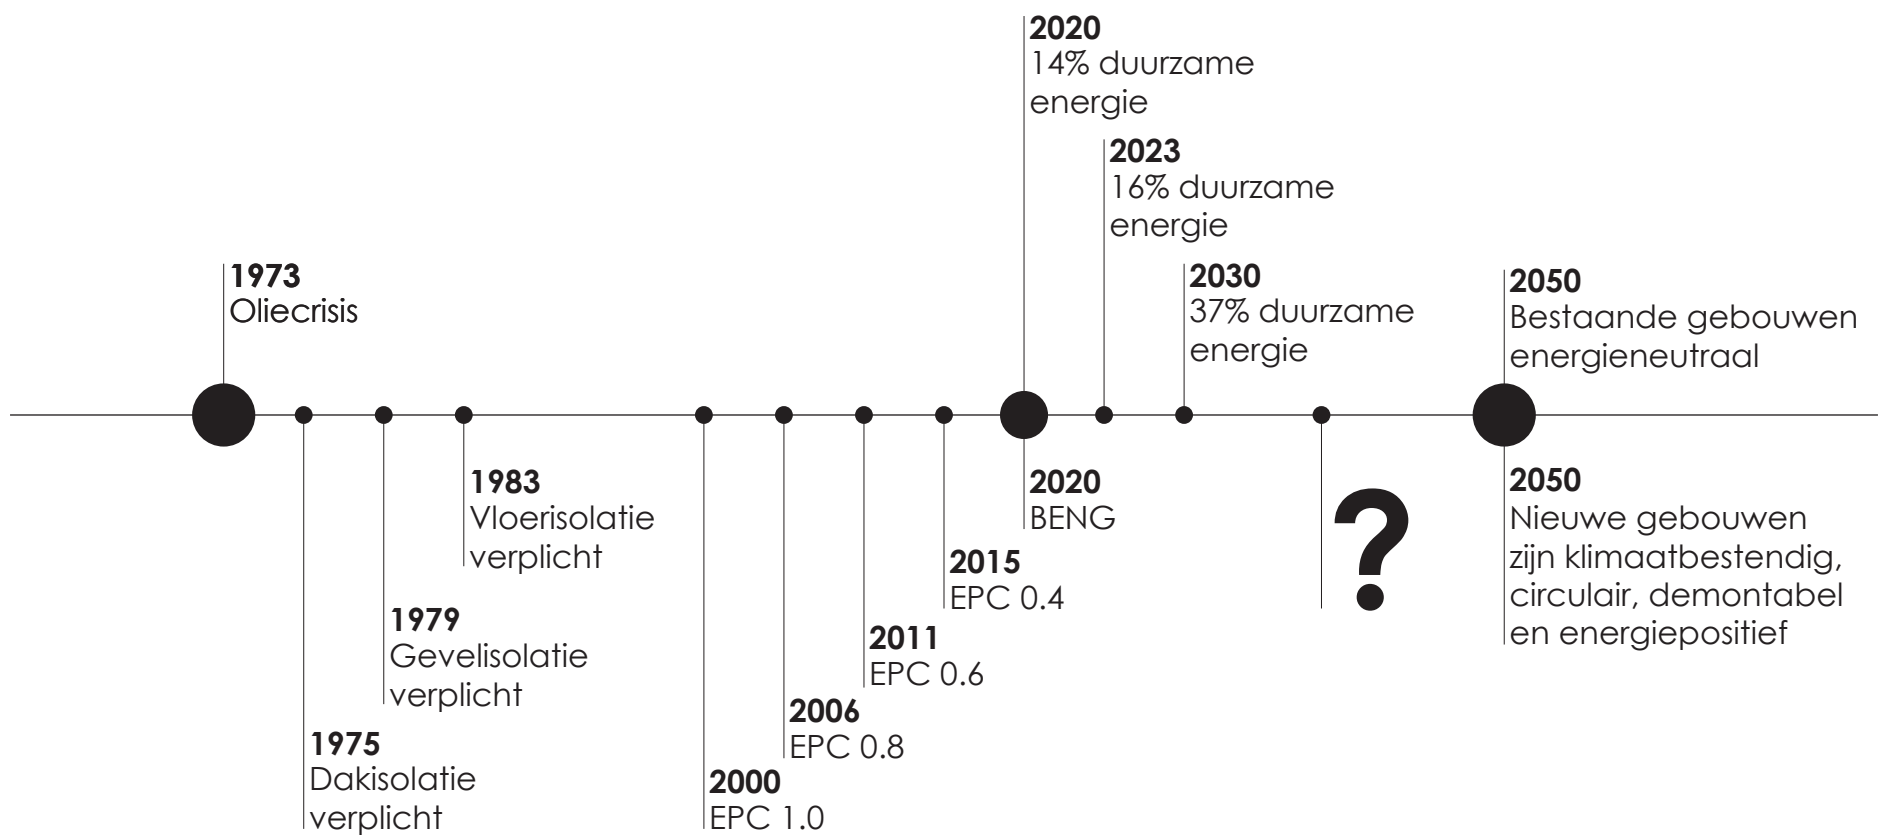 2020
14% duurzame
energie
2023
16% duurzame
energie
1973
Oliecrisis
2030
37% duurzame
energie
2050
Bestaande gebouwen
energieneutraal
1983
Vloerisolatie
verplicht
1979
Gevelisolatie
verplicht
1975
Dakisolatie
verplicht
2000
EPC 1.0
2006
EPC 0.8
2011
EPC 0.6
2015
EPC 0.4
2020
BENG
?
2050
Nieuwe gebouwen
zijn klimaatbestendig,
circulair, demontabel
en energiepositief